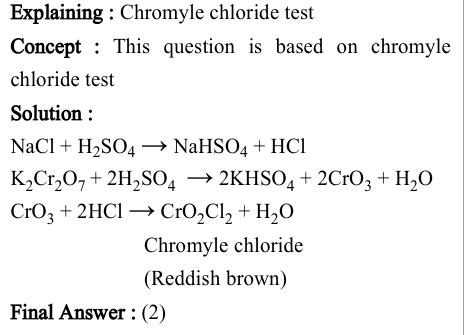 Explaining : Chromyle chloride test
Concept : This question is based on chromyle
chloride test
Solution :
NaCl + H₂SO₄ ⟶ NaHSO₄ + HCl
K₂Cr₂O₇ + 2H₂SO₄ ⟶ 2KHSO₄ + 2CrO₃ + H₂O
CrO₃ + 2HCl ⟶ CrO₂Cl₂ + H₂O
Chromyle chloride
(Reddish brown)
Final Answer : (2)